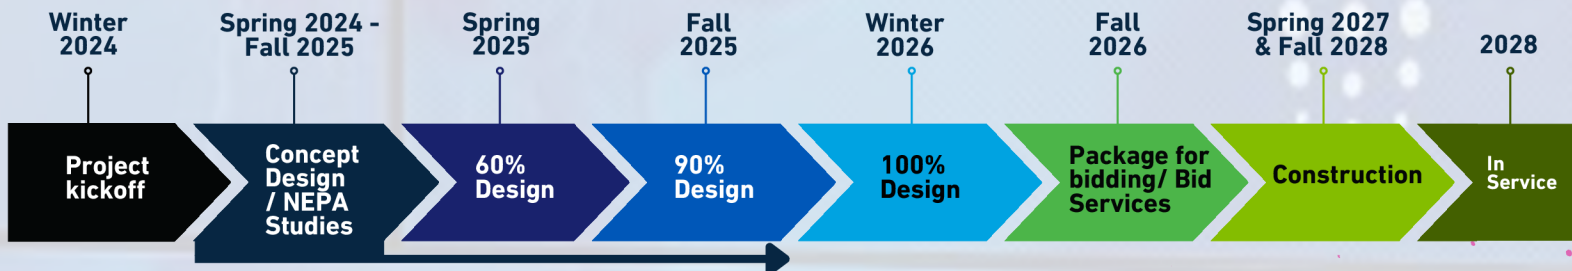 Winter
2024
Spring 2024 -
Fall 2025
Spring
2025
Fall
2025
Winter
2026
Fall
2026
Spring 2027
& Fall 2028
2028
Project
kickoff
Concept
Design
/ NEPA
Studies
60%
Design
90%
Design
100%
Design
Package for
bidding/ Bid
Services
Construction
In
Service